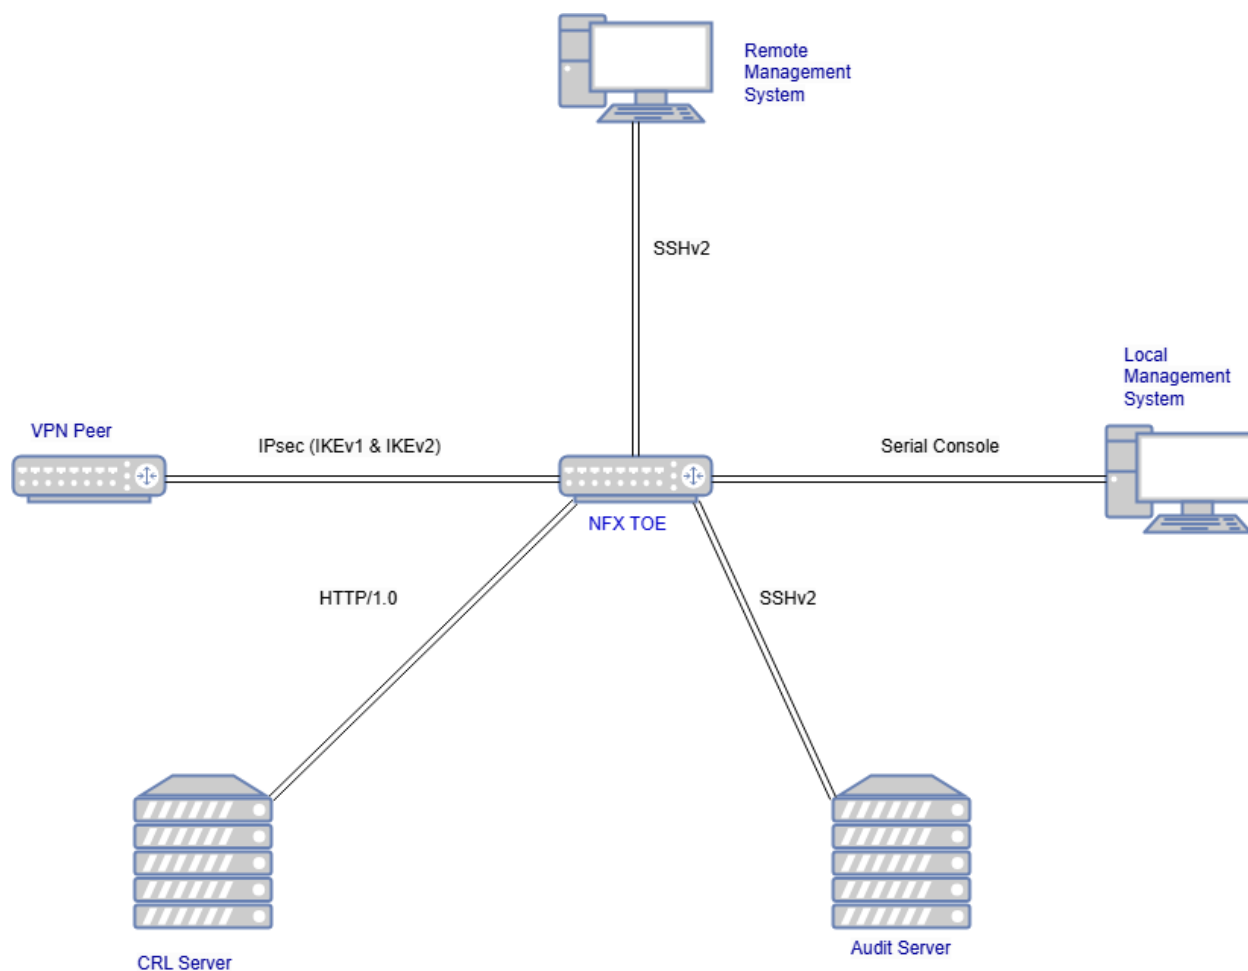 Remote
Management
System
SSHv2
Local
Management
System
VPN Peer
IPsec (IKEv1 & IKEv2)
Serial Console
NFX TOE
HTTP/1.0
SSHv2
Audit Server
CRL Server